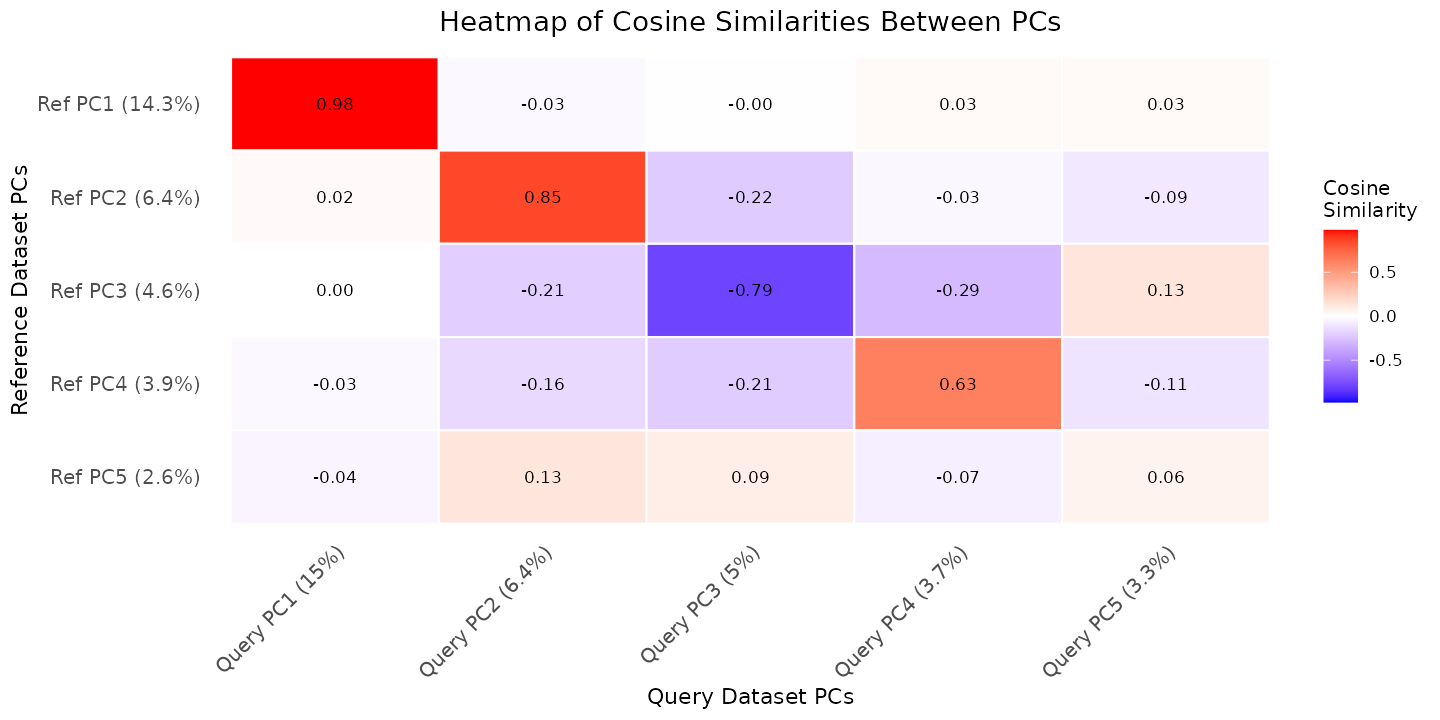 Heatmap of Cosine Similarities Between PCs
Reference Dataset PCs
Ref PC1 (14.3%)
0.98
-0.03
-0.00
0.03
0.03
Ref PC2 (6.4%)
0.02
0.85
-0.22
-0.03
-0.09
Ref PC3 (4.6%)
0.00
-0.21
-0.79
-0.29
0.13
Ref PC4 (3.9%)
-0.03
-0.16
-0.21
0.63
-0.11
Ref PC5 (2.6%)
-0.04
0.13
0.09
-0.07
0.06
Query PC1 (15%)
Query PC2 (6.4%)
Query PC3 (5%)
Query PC4 (3.7%)
Query PC5 (3.3%)
Query Dataset PCs
Cosine
Similarity
0.5
0.0
-0.5